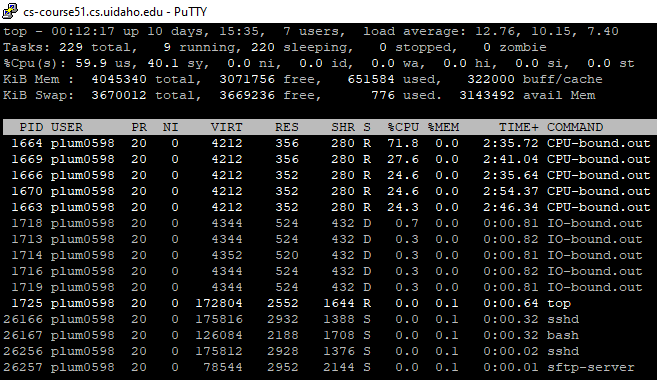 cs-course51.cs.uidaho.edu - PuTTY
top - 00:12:17 up 10 days, 15:35, 7 users, load average: 12.76, 10.15, 7.40
Tasks: 229 total, 9 running, 220 sleeping, 0 stopped, 0 zombie
%Cpu(s): 59.9 us, 40.1 sy, 0.0 ni, 0.0 id, 0.0 wa, 0.0 hi, 0.0 si, 0.0 st
KiB Mem : 4045340 total, 3071756 free, 651584 used, 322000 buff/cache
KiB Swap: 3670012 total, 3669236 free, 776 used. 3143492 avail Mem
PID USER PR NI VIRT RES SHR S %CPU %MEM TIME+ COMMAND
1664 plum0598 20 0 4212 356 280 R 71.8 0.0 2:35.72 CPU-bound.out
1669 plum0598 20 0 4212 356 280 R 27.6 0.0 2:41.04 CPU-bound.out
1666 plum0598 20 0 4212 352 280 R 24.6 0.0 2:35.64 CPU-bound.out
1670 plum0598 20 0 4212 352 280 R 24.6 0.0 2:54.37 CPU-bound.out
1663 plum0598 20 0 4212 352 280 R 24.3 0.0 2:46.34 CPU-bound.out
1718 plum0598 20 0 4344 524 432 D 0.7 0.0 0:00.81 IO-bound.out
1713 plum0598 20 0 4344 524 432 D 0.3 0.0 0:00.82 IO-bound.out
1714 plum0598 20 0 4352 520 432 D 0.3 0.0 0:00.81 IO-bound.out
1716 plum0598 20 0 4344 524 432 D 0.3 0.0 0:00.81 IO-bound.out
1719 plum0598 20 0 4344 524 432 D 0.3 0.0 0:00.81 IO-bound.out
1725 plum0598 20 0 172804 2552 1644 R 0.0 0.1 0:00.64 top
26166 plum0598 20 0 175816 2932 1388 S 0.0 0.1 0:00.32 sshd
26167 plum0598 20 0 126084 2188 1708 S 0.0 0.1 0:00.32 bash
26256 plum0598 20 0 175812 2928 1376 S 0.0 0.1 0:00.02 sshd
26257 plum0598 20 0 78544 2952 2144 S 0.0 0.1 0:00.01 sftp-server